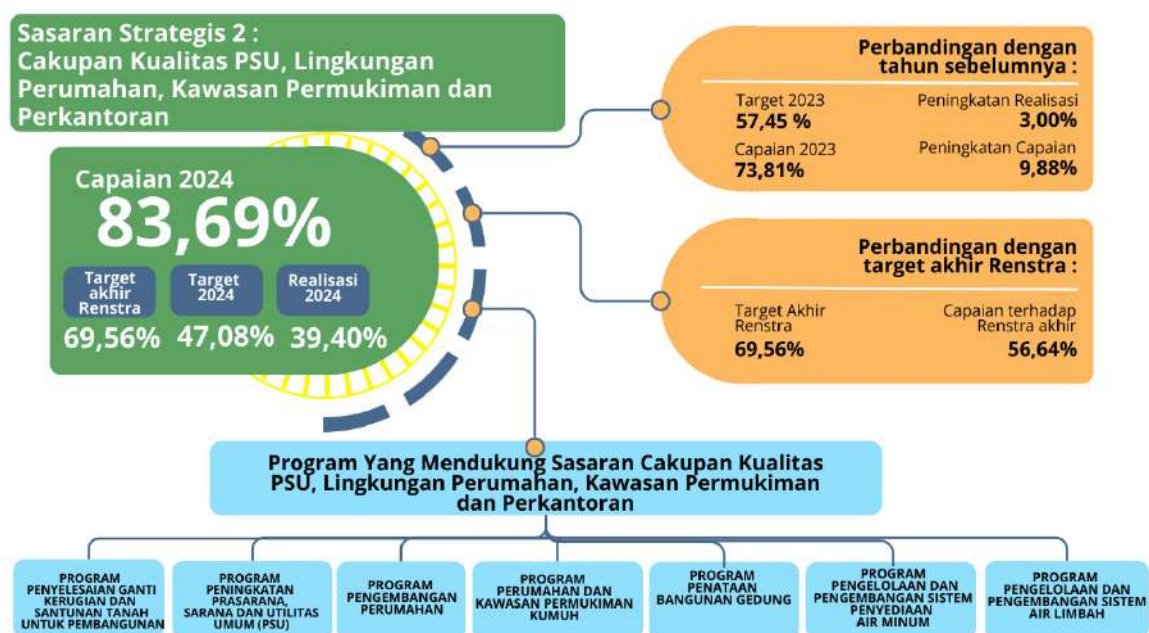 Sasaran Strategis 2 :
Cakupan Kualitas PSU, Lingkungan
Perumahan, Kawasan Permukiman dan
Perkantoran
Capaian 2024
83,69%
Target
akhir
Renstra
69,56%
Target
2024
47,08%
Realisasi
2024
39,40%
Perbandingan dengan
tahun sebelumnya :
Target 2023
57,45 %
Peningkatan Realisasi
3,00%
Capaian 2023
73,81%
Peningkatan Capaian
9,88%
Perbandingan dengan
target akhir Renstra :
Target Akhir
Renstra
69,56%
Capaian terhadap
Renstra akhir
56,64%
Program Yang Mendukung Sasaran Cakupan Kualitas
PSU, Lingkungan Perumahan, Kawasan Permukiman
dan Perkantoran
PROGRAM
PENYELESAIAN GANTI
KERUGIAN DAN
SANTUNAN TANAH
UNTUK PEMBANGUNAN
PROGRAM
PENINGKATAN
PRASARANA,
SARANA DAN UTILITAS
UMUM (PSU)
PROGRAM
PENGEMBANGAN
PERUMAHAN
PROGRAM
PERUMAHAN DAN
KAWASAN PERMUKIMAN
KUMUH
PROGRAM
PENATAAN
BANGUNAN GEDUNG
PROGRAM
PENGELOLAAN DAN
PENGEMBANGAN SISTEM
PENYEDIAAN
AIR MINUM
PROGRAM
PENGELOLAAN DAN
PENGEMBANGAN SISTEM
AIR LIMBAH